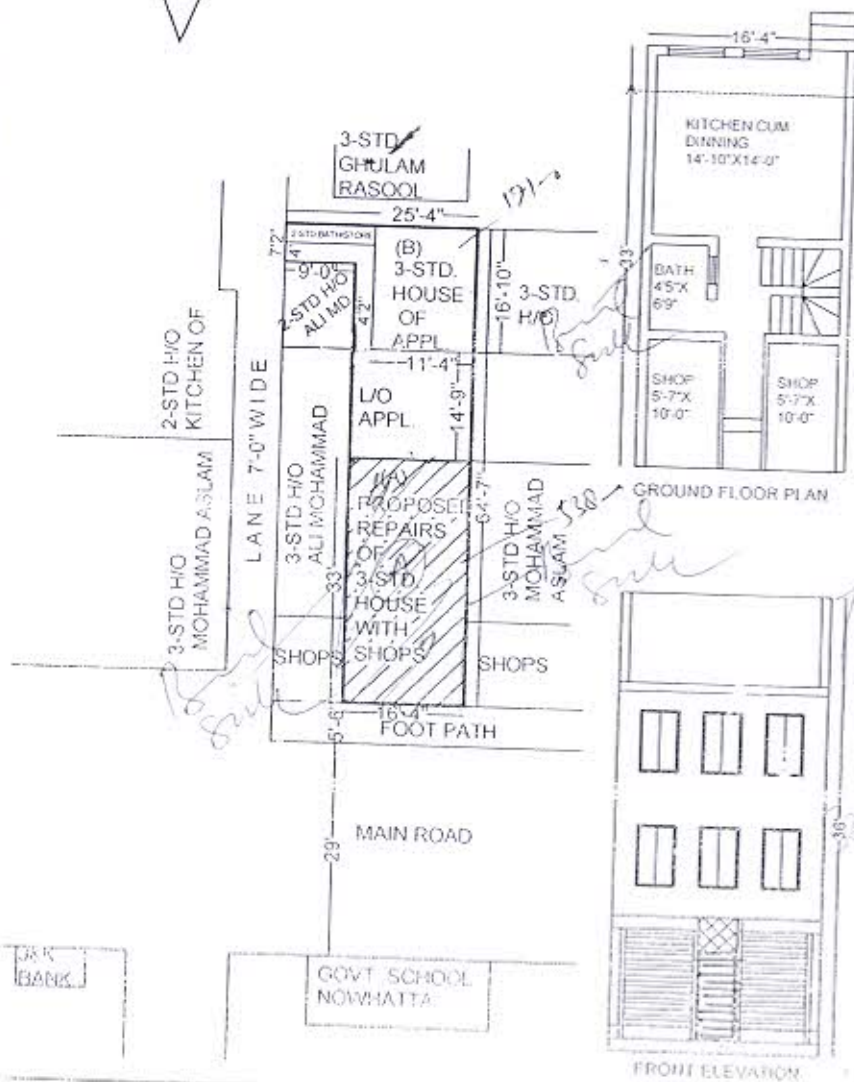 3-STD
GHULAM
RASOOL
25'-4"
7'2"
2-STD BATH STORE
4'
9'-0"
2-STD H/O
ALI MD
4'2"
(B)
3-STD.
HOUSE
OF
APPL.
16'-10"
3-STD.
H/O
11'-4"
L/O
APPL.
14'-9"
2-STD H/O
KITCHEN OF
3-STD H/O
MOHAMMAD ASLAM
LANE 7-0" WIDE
3-STD H/O
ALI MOHAMMAD
33'
(A)
PROPOSED
REPAIRS
OF
3-STD.
HOUSE
WITH
SHOPS
64'-7"
3-STD H/O
MOHAMMAD
ASLAM
530
SHOPS
SHOPS
16'-4"
5'-6"
FOOT PATH
MAIN ROAD
29'
J&K
BANK
GOVT SCHOOL
NOWHATTA
16'-4"
KITCHEN CUM
DINNING
14'-10"X14'-0"
33'
BATH
4'5"X
6'9"
SHOP
5'-7"X
10'-0"
SHOP
5'-7"X
10'-0"
GROUND FLOOR PLAN
36'
FRONT ELEVATION